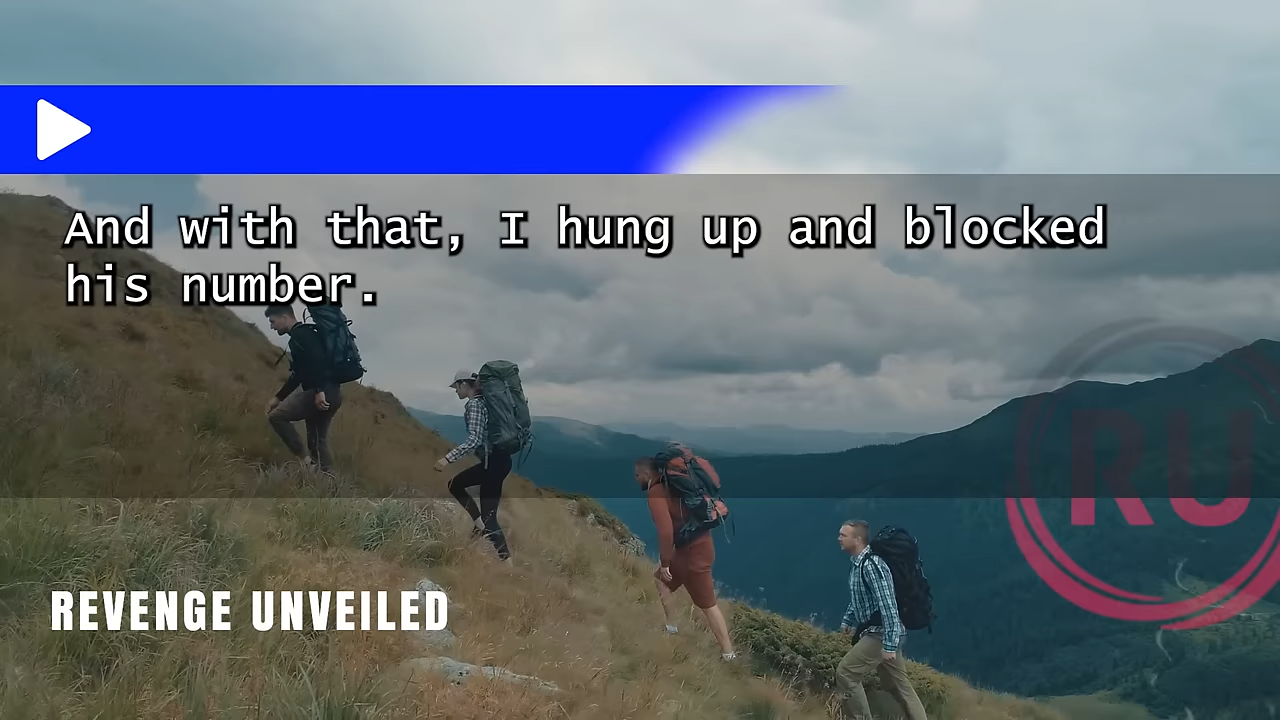 And with that, I hung up and blocked
his number.
RU
REVENGE UNVEILED